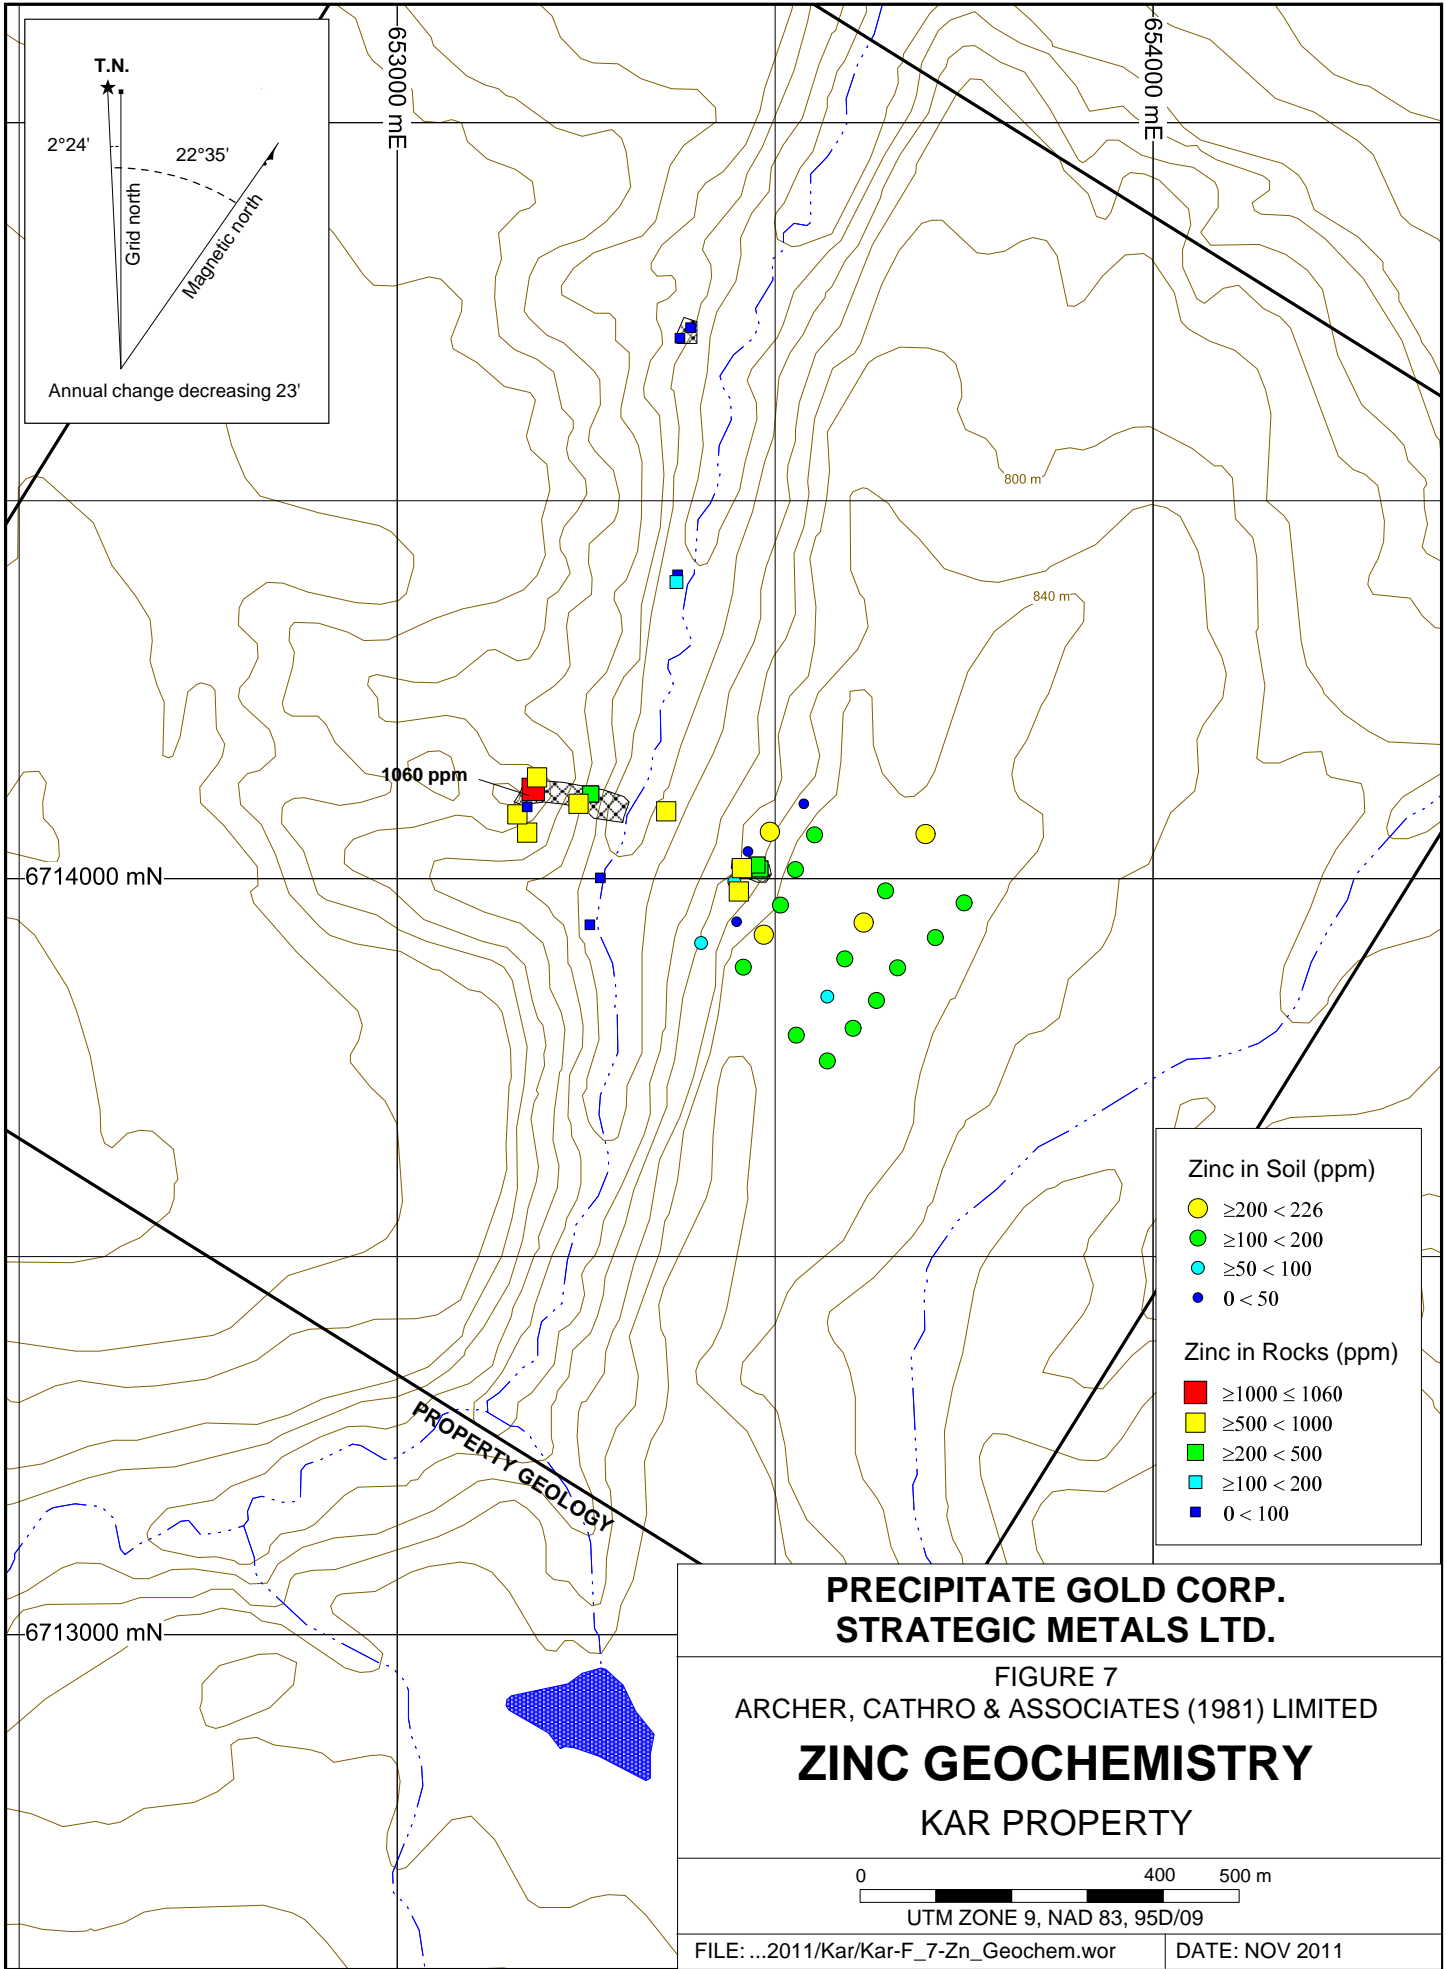 T.N.
2°24'
22°35'
Grid north
Magnetic north
Annual change decreasing 23'
653000 mE
654000 mE
800 m
840 m
1060 ppm
6714000 mN
Zinc in Soil (ppm)
≥200 < 226
≥100 < 200
≥50 < 100
0 < 50
Zinc in Rocks (ppm)
≥1000 ≤ 1060
≥500 < 1000
≥200 < 500
≥100 < 200
0 < 100
PROPERTY GEOLOGY
6713000 mN
PRECIPITATE GOLD CORP.
STRATEGIC METALS LTD.
FIGURE 7
ARCHER, CATHRO & ASSOCIATES (1981) LIMITED
ZINC GEOCHEMISTRY
KAR PROPERTY
0 400 500 m
UTM ZONE 9, NAD 83, 95D/09
FILE: ...2011/Kar/Kar-F_7-Zn_Geochem.wor
DATE: NOV 2011